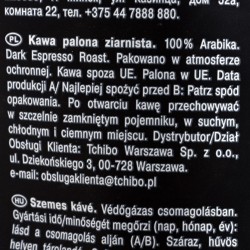 комната 22, тел. +375 44 7888 880.
PL Kawa palona ziarnista. 100% Arabika.
Dark Espresso Roast. Pakowano w atmosferze
ochronnej. Kawa spoza UE. Palona w UE. Data
produkcji A/ Najlepiej spożyć przed B: Patrz spód
opakowania. Po otwarciu kawę przechowywać
w szczelnie zamkniętym pojemniku, w suchym,
chłodnym i ciemnym miejscu. Dystrybutor/Dział
Obsługi Klienta: Tchibo Warszawa Sp. z o.o.,
ul. Dziekońskiego 3, 00-728 Warszawa.
e-mail: obslugaklienta@tchibo.pl
HU Szemes kávé. Védőgázas csomagolásban.
Gyártási idő/minőségét megőrzi (nap, hónap, év):
lásd a csomagolás alján (A/B). Száraz, hűvös